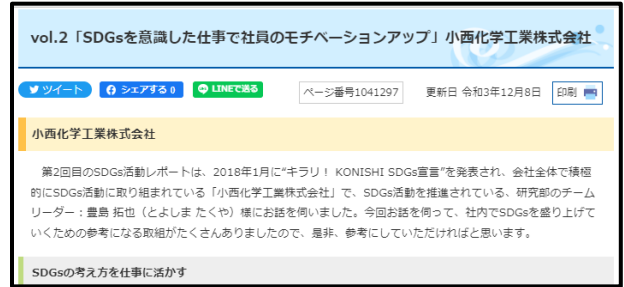 vol.2「SDGsを意識した仕事で社員のモチベーションアップ」小西化学工業株式会社
ツイート シェアする 0 LINEで送る ページ番号1041297 更新日 令和3年12月8日 印刷
小西化学工業株式会社
第2回目のSDGs活動レポートは、2018年1月に“キラリ！ KONISHI SDGs宣言”を発表され、会社全体で積極
的にSDGs活動に取り組まれている「小西化学工業株式会社」で、SDGs活動を推進されている、研究部のチーム
リーダー：豊島 拓也（とよしま たくや）様にお話を伺いました。今回お話を伺って、社内でSDGsを盛り上げて
いくための参考になる取組がたくさんありましたので、是非、参考にしていただければと思います。
SDGsの考え方を仕事に活かす